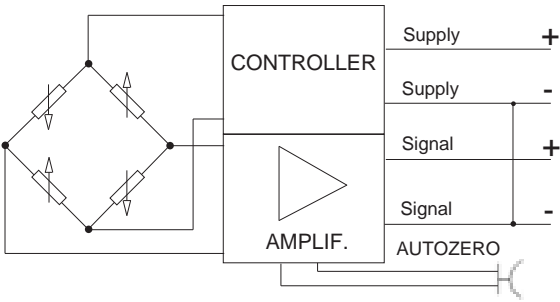 Supply +
CONTROLLER
Supply -
Signal +
Signal -
AMPLIF.
AUTOZERO